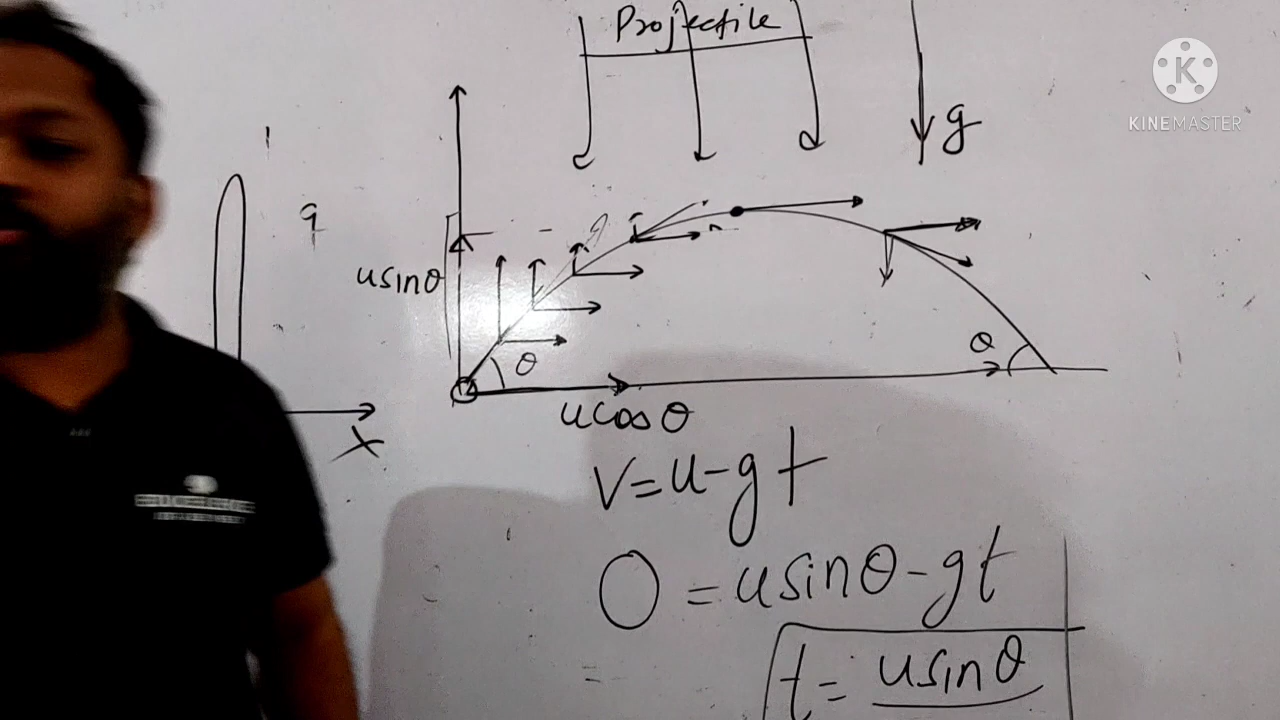 Projectile
g
KINEMASTER
usinθ
θ
θ
ucosθ
x
v=u-gt
0=usinθ-gt
t=usinθ